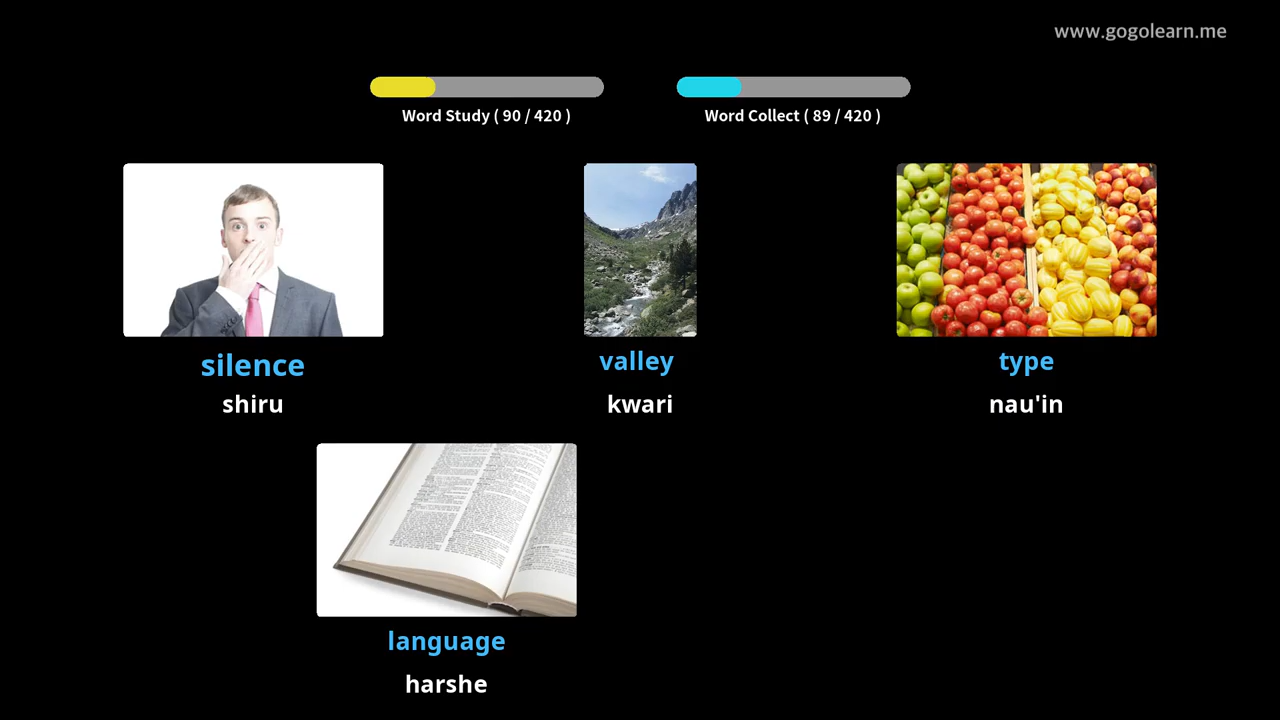 www.gogolearn.me
Word Study ( 90 / 420 )
Word Collect ( 89 / 420 )
silence
shiru
valley
kwari
type
nau'in
language
harshe